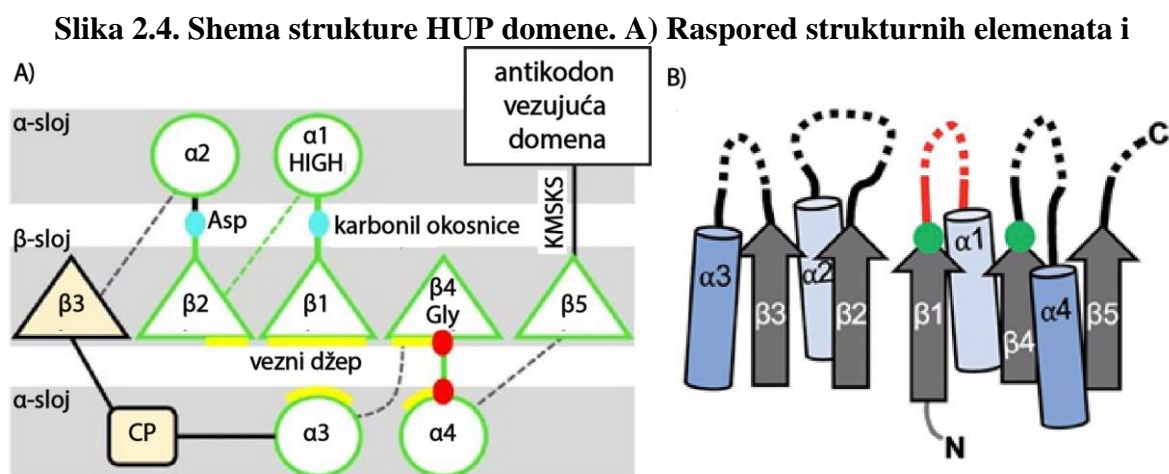 Slika 2.4. Shema strukture HUP domene. A) Raspored strukturnih elemenata i
A)
antikodon
vezujuća
domena
B)
α-sloj
α2
α1
HIGH
Asp
karbonil okosnice
KMSKS
β-sloj
β3
β2
β1
β4
Gly
β5
vezni džep
α-sloj
CP
α3
α4
C
α3
β3
α2
β2
β1
α1
β4
α4
β5
N